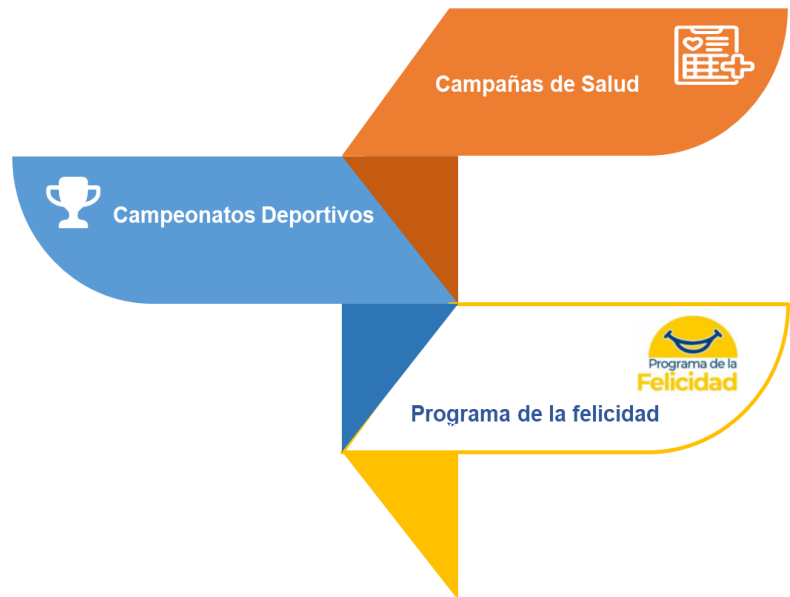 Campañas de Salud
Campeonatos Deportivos
Programa de la
Felicidad
Programa de la felicidad